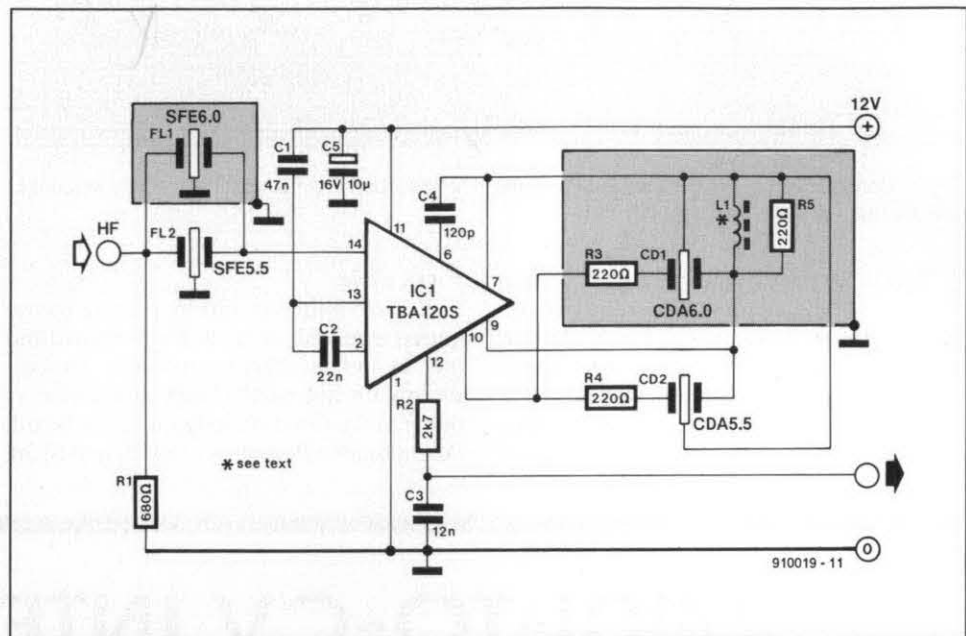 SFE6.0
FL1
HF
FL2
SFE5.5
R1
680Ω
C1
47n
C5
16V 10µ
C4
120p
14
13
2
1
11
6
7
9
10
12
IC1
TBA120S
C2
22n
R2
2k7
C3
12n
* see text
12V
+
L1
*
R5
220Ω
R3
220Ω
CD1
CDA6.0
R4
220Ω
CD2
CDA5.5
0
910019 - 11